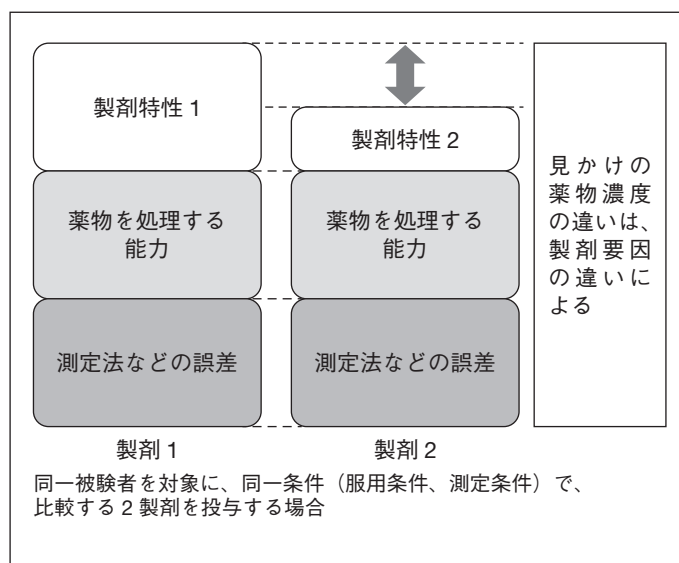 製剤特性 1
製剤特性 2
薬物を処理する
能力
薬物を処理する
能力
測定法などの誤差
測定法などの誤差
見かけの
薬物濃度
の違いは、
製剤要因
の違いに
よる
製剤 1
製剤 2
同一被験者を対象に、同一条件（服用条件、測定条件）で、
比較する 2 製剤を投与する場合